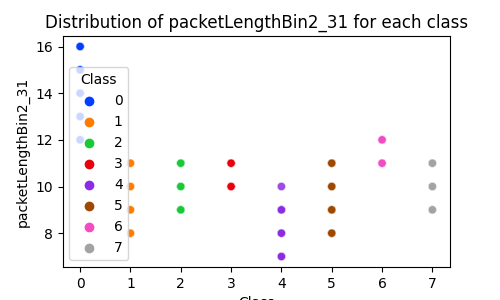 Distribution of packetLengthBin2_31 for each class
packetLengthBin2_31
16
14
12
10
8
Class
0
1
2
3
4
5
6
7
0 1 2 3 4 5 6 7
Class